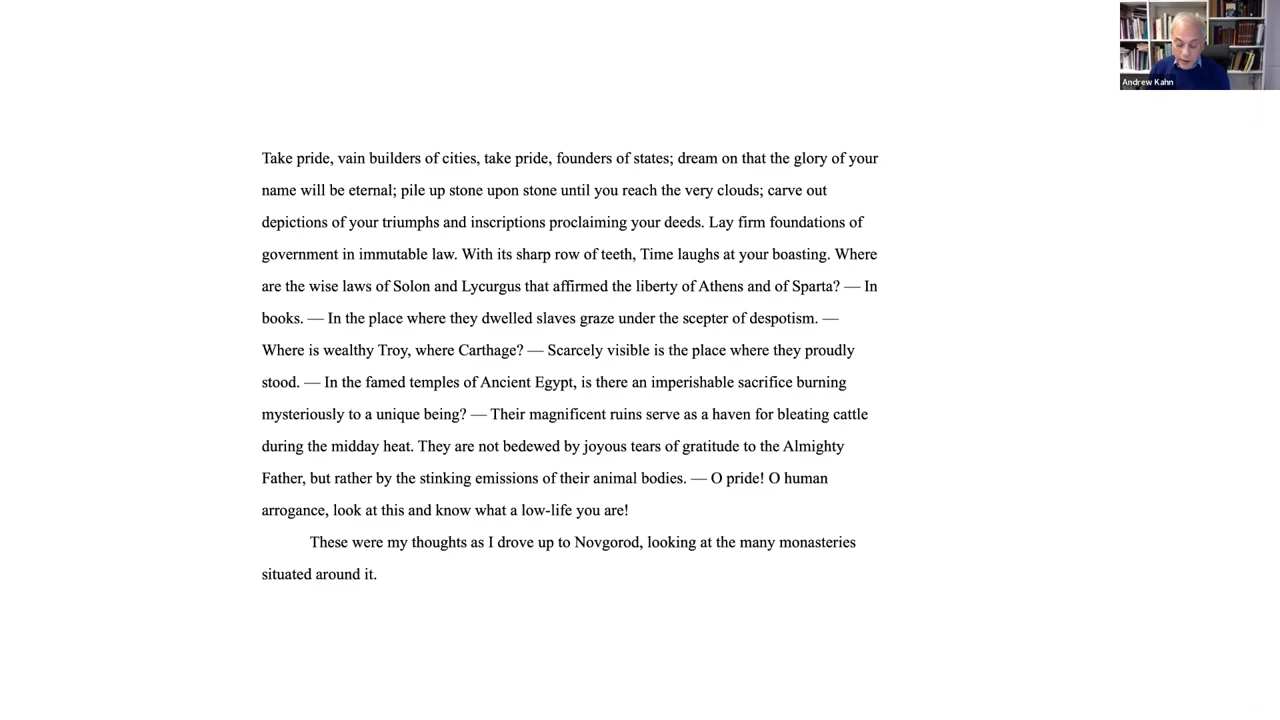 Andrew Kahn
Take pride, vain builders of cities, take pride, founders of states; dream on that the glory of your
name will be eternal; pile up stone upon stone until you reach the very clouds; carve out
depictions of your triumphs and inscriptions proclaiming your deeds. Lay firm foundations of
government in immutable law. With its sharp row of teeth, Time laughs at your boasting. Where
are the wise laws of Solon and Lycurgus that affirmed the liberty of Athens and of Sparta? — In
books. — In the place where they dwelled slaves graze under the scepter of despotism. —
Where is wealthy Troy, where Carthage? — Scarcely visible is the place where they proudly
stood. — In the famed temples of Ancient Egypt, is there an imperishable sacrifice burning
mysteriously to a unique being? — Their magnificent ruins serve as a haven for bleating cattle
during the midday heat. They are not bedewed by joyous tears of gratitude to the Almighty
Father, but rather by the stinking emissions of their animal bodies. — O pride! O human
arrogance, look at this and know what a low-life you are!
These were my thoughts as I drove up to Novgorod, looking at the many monasteries
situated around it.